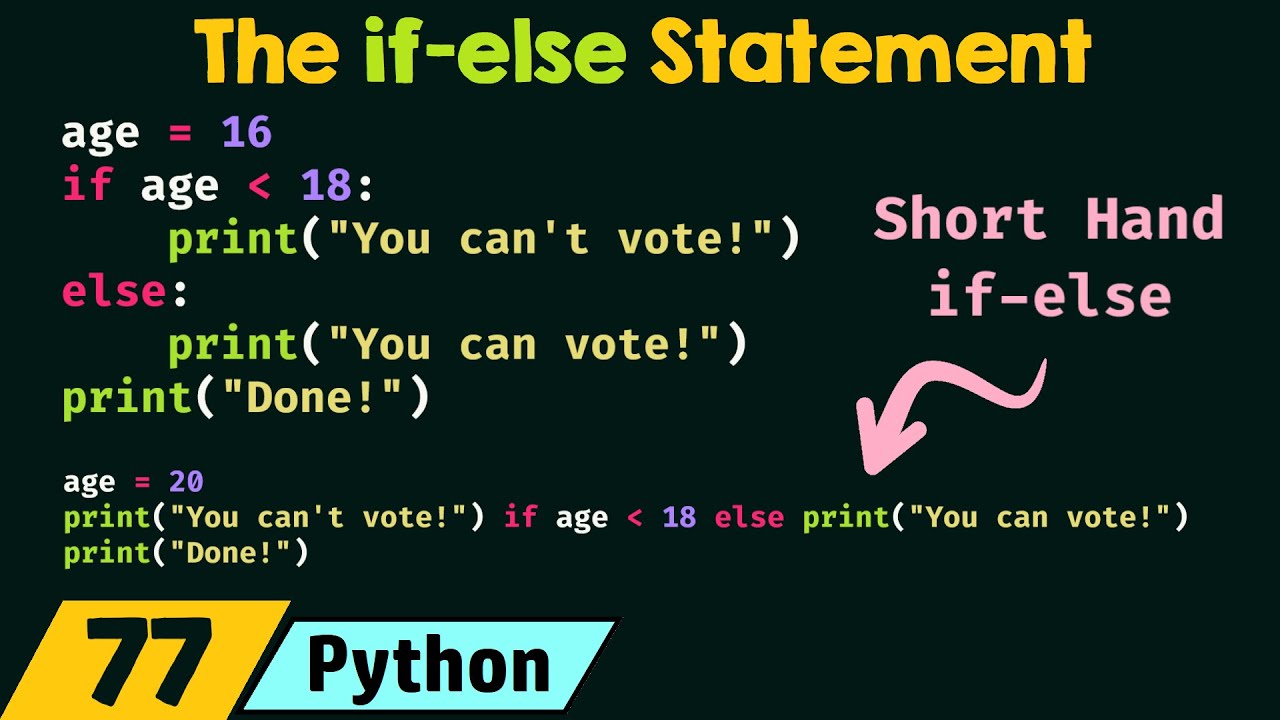 The if-else Statement
age = 16
if age < 18:
    print("You can't vote!")
else:
    print("You can vote!")
print("Done!")
Short Hand
if-else
age = 20
print("You can't vote!") if age < 18 else print("You can vote!")
print("Done!")
77
Python